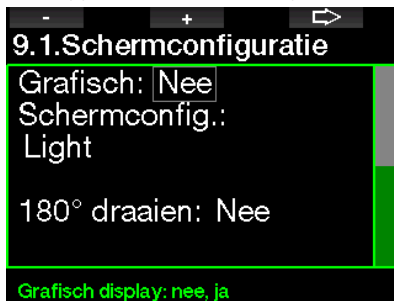 - +
9.1.Schermconfiguratie
Grafisch: Nee
Schermconfig.:
Light
180° draaien: Nee
Grafisch display: nee, ja